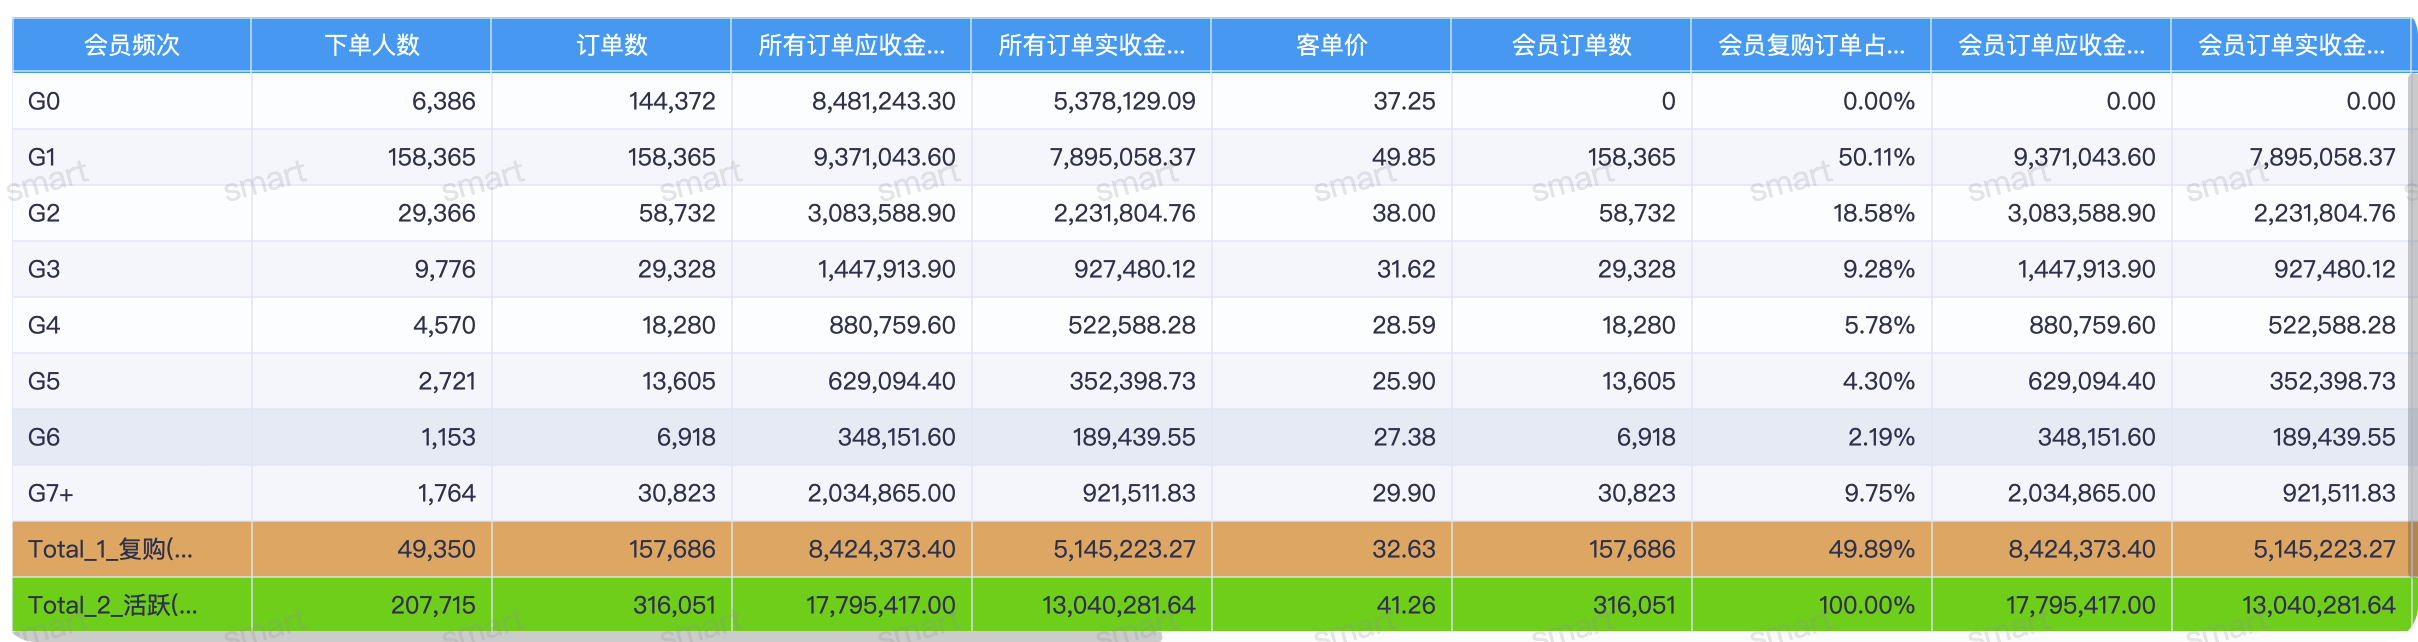 会员频次 下单人数 订单数 所有订单应收金... 所有订单实收金... 客单价 会员订单数 会员复购订单占... 会员订单应收金... 会员订单实收金...
G0 6,386 144,372 8,481,243.30 5,378,129.09 37.25 0 0.00% 0.00 0.00
G1 158,365 158,365 9,371,043.60 7,895,058.37 49.85 158,365 50.11% 9,371,043.60 7,895,058.37
smart smart smart smart smart smart smart smart smart smart smart
G2 29,366 58,732 3,083,588.90 2,231,804.76 38.00 58,732 18.58% 3,083,588.90 2,231,804.76
G3 9,776 29,328 1,447,913.90 927,480.12 31.62 29,328 9.28% 1,447,913.90 927,480.12
G4 4,570 18,280 880,759.60 522,588.28 28.59 18,280 5.78% 880,759.60 522,588.28
G5 2,721 13,605 629,094.40 352,398.73 25.90 13,605 4.30% 629,094.40 352,398.73
G6 1,153 6,918 348,151.60 189,439.55 27.38 6,918 2.19% 348,151.60 189,439.55
G7+ 1,764 30,823 2,034,865.00 921,511.83 29.90 30,823 9.75% 2,034,865.00 921,511.83
Total_1_复购(... 49,350 157,686 8,424,373.40 5,145,223.27 32.63 157,686 49.89% 8,424,373.40 5,145,223.27
Total_2_活跃(... 207,715 316,051 17,795,417.00 13,040,281.64 41.26 316,051 100.00% 17,795,417.00 13,040,281.64
smart smart smart smart smart smart smart smart smart smart smart